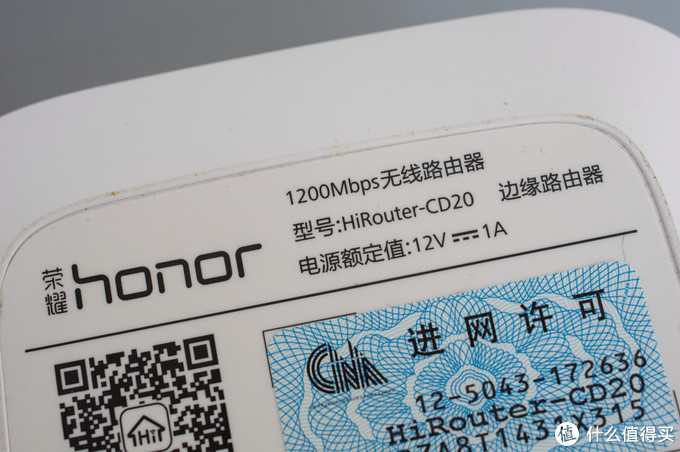 1200Mbps无线路由器
型号:HiRouter-CD20 边缘路由器
电源额定值:12V 1A
荣耀 honor
进网许可
CNA
12-5043-172636
HiRouter-CD20
HiT
值 什么值得买